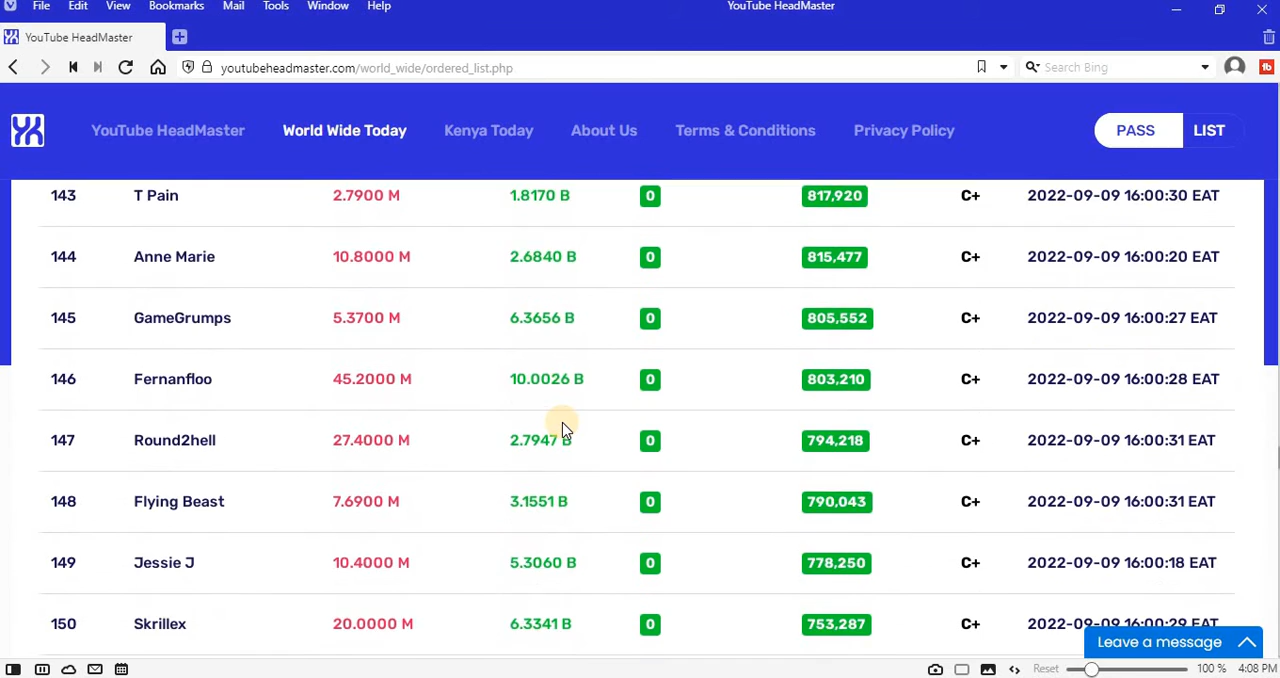 File Edit View Bookmarks Mail Tools Window Help YouTube HeadMaster
YouTube HeadMaster
youtubeheadmaster.com/world_wide/ordered_list.php Search Bing
YouTube HeadMaster World Wide Today Kenya Today About Us Terms & Conditions Privacy Policy PASS LIST
143 T Pain 2.7900 M 1.8170 B 0 817,920 C+ 2022-09-09 16:00:30 EAT
144 Anne Marie 10.8000 M 2.6840 B 0 815,477 C+ 2022-09-09 16:00:20 EAT
145 GameGrumps 5.3700 M 6.3656 B 0 805,552 C+ 2022-09-09 16:00:27 EAT
146 Fernanfloo 45.2000 M 10.0026 B 0 803,210 C+ 2022-09-09 16:00:28 EAT
147 Round2hell 27.4000 M 2.7947 B 0 794,218 C+ 2022-09-09 16:00:31 EAT
148 Flying Beast 7.6900 M 3.1551 B 0 790,043 C+ 2022-09-09 16:00:31 EAT
149 Jessie J 10.4000 M 5.3060 B 0 778,250 C+ 2022-09-09 16:00:18 EAT
150 Skrillex 20.0000 M 6.3341 B 0 753,287 C+ 2022-09-09 16:00:29 EAT
Leave a message
Reset 100 % 4:08 PM